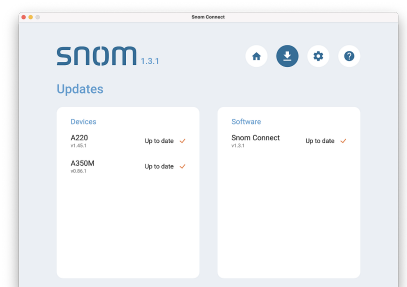 Snom Connect
snom 1.3.1
Updates
Devices
A220
v1.45.1
Up to date
A350M
v0.86.1
Up to date
Software
Snom Connect
v1.3.1
Up to date